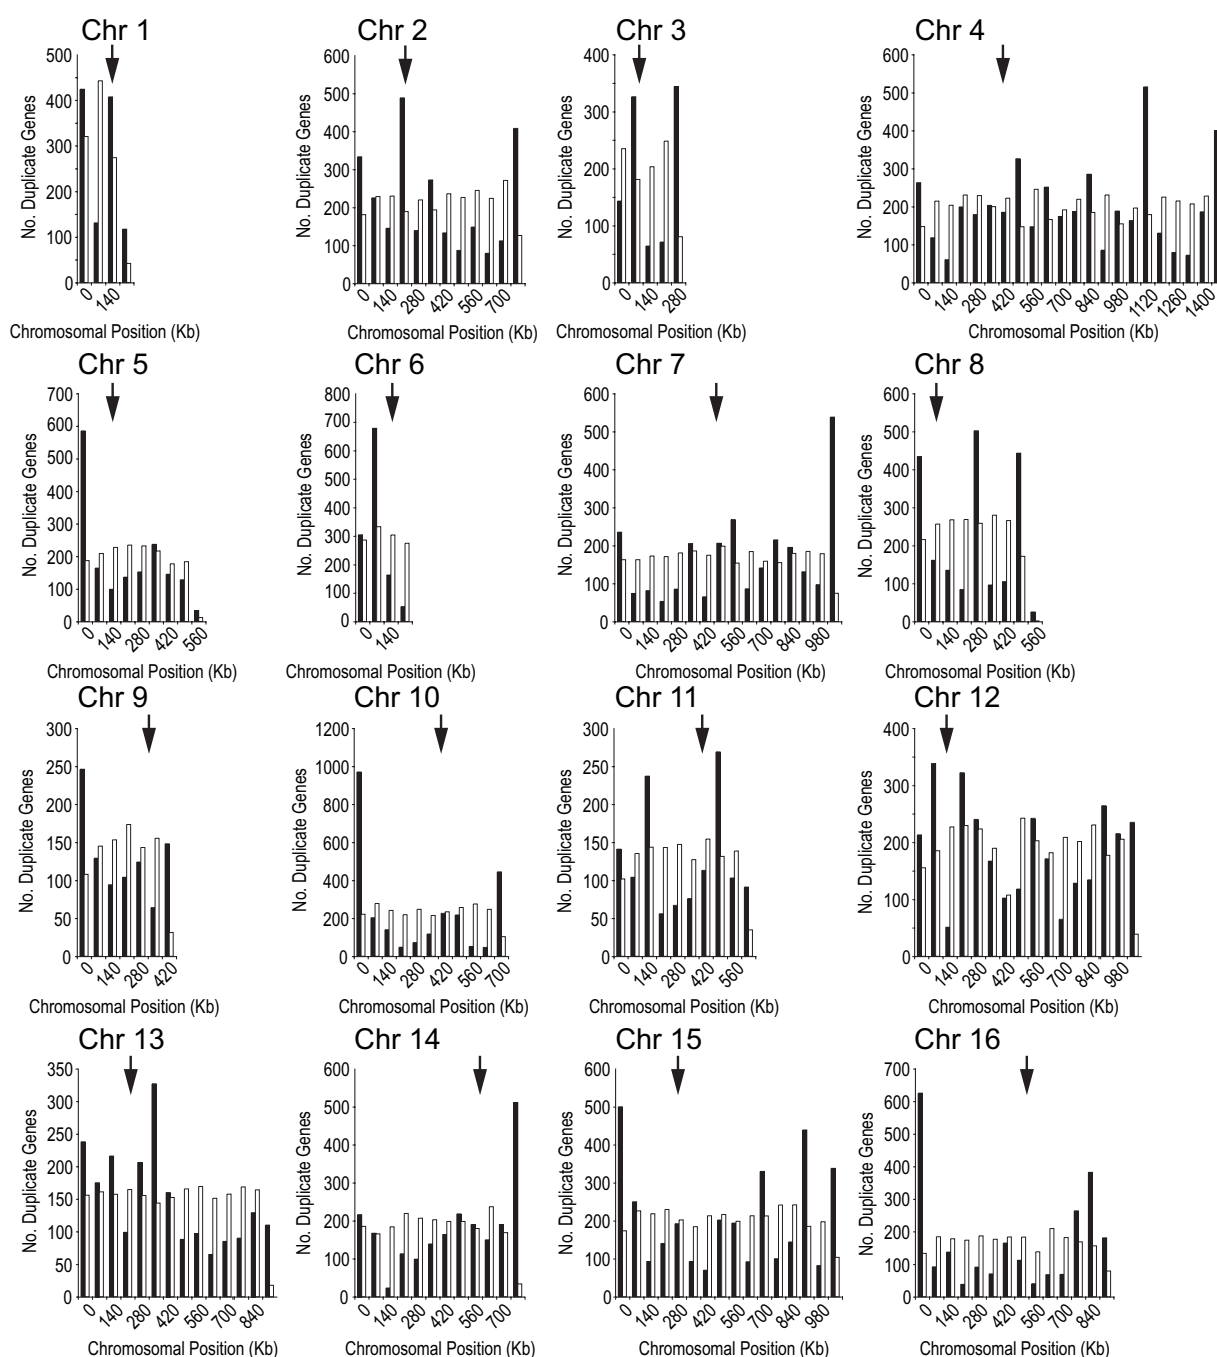 Chr 1
No. Duplicate Genes
500
400
300
200
100
0
0 140
Chromosomal Position (Kb)
Chr 2
No. Duplicate Genes
600
500
400
300
200
100
0
0 140 280 420 560 700
Chromosomal Position (Kb)
Chr 3
No. Duplicate Genes
400
300
200
100
0
0 140 280
Chromosomal Position (Kb)
Chr 4
No. Duplicate Genes
600
500
400
300
200
100
0
0 140 280 420 560 700 840 980 1120 1260 1400
Chromosomal Position (Kb)
Chr 5
No. Duplicate Genes
700
600
500
400
300
200
100
0
0 140 280 420 560
Chromosomal Position (Kb)
Chr 6
No. Duplicate Genes
800
700
600
500
400
300
200
100
0
0 140
Chromosomal Position (Kb)
Chr 7
No. Duplicate Genes
600
500
400
300
200
100
0
0 140 280 420 560 700 840 980
Chromosomal Position (Kb)
Chr 8
No. Duplicate Genes
600
500
400
300
200
100
0
0 140 280 420 560
Chromosomal Position (Kb)
Chr 9
No. Duplicate Genes
300
250
200
150
100
50
0
0 140 280 420
Chromosomal Position (Kb)
Chr 10
No. Duplicate Genes
1200
1000
800
600
400
200
0
0 140 280 420 560 700
Chromosomal Position (Kb)
Chr 11
No. Duplicate Genes
300
250
200
150
100
50
0
0 140 280 420 560
Chromosomal Position (Kb)
Chr 12
No. Duplicate Genes
400
300
200
100
0
0 140 280 420 560 700 840 980
Chromosomal Position (Kb)
Chr 13
No. Duplicate Genes
350
300
250
200
150
100
50
0
0 140 280 420 560 700 840
Chromosomal Position (Kb)
Chr 14
No. Duplicate Genes
600
500
400
300
200
100
0
0 140 280 420 560 700
Chromosomal Position (Kb)
Chr 15
No. Duplicate Genes
600
500
400
300
200
100
0
0 140 280 420 560 700 840 980
Chromosomal Position (Kb)
Chr 16
No. Duplicate Genes
700
600
500
400
300
200
100
0
0 140 280 420 560 700 840
Chromosomal Position (Kb)